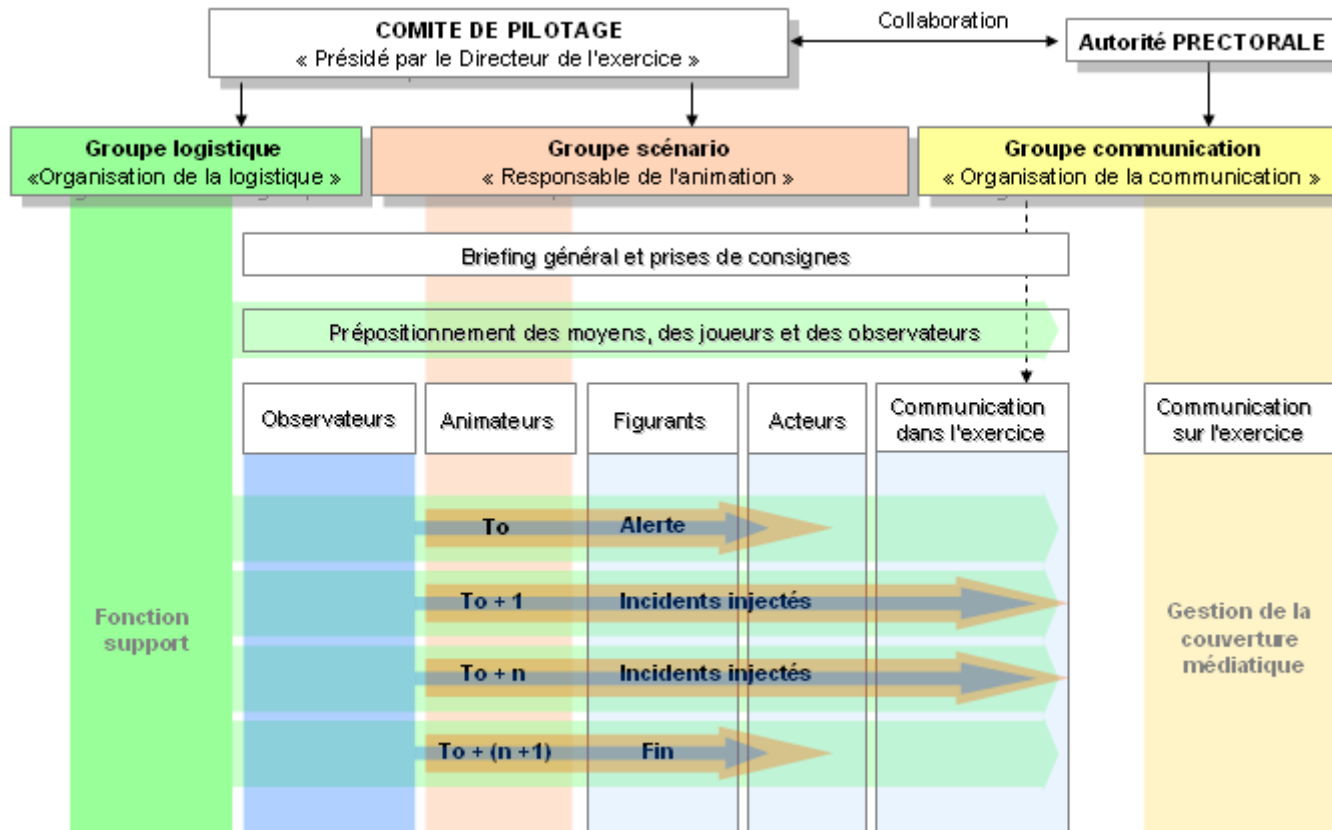 COMITE DE PILOTAGE
« Présidé par le Directeur de l'exercice »
Collaboration
Autorité PRECTORALE
Groupe logistique
«Organisation de la logistique »
Groupe scénario
« Responsable de l'animation »
Groupe communication
« Organisation de la communication »
Briefing général et prises de consignes
Prépositionnement des moyens, des joueurs et des observateurs
Observateurs
Animateurs
Figurants
Acteurs
Communication
dans l'exercice
Communication
sur l'exercice
To
Alerte
To + 1
Incidents injectés
To + n
Incidents injectés
To + (n +1)
Fin
Fonction
support
Gestion de la
couverture
médiatique